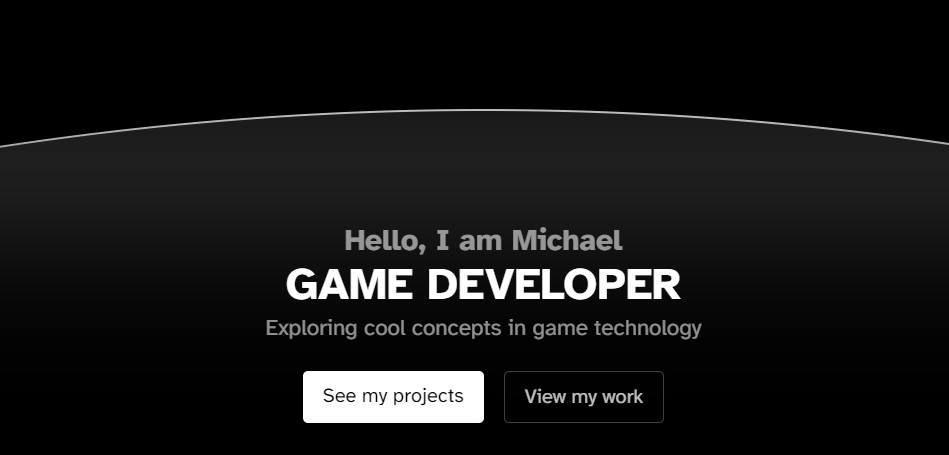 Hello, I am Michael
GAME DEVELOPER
Exploring cool concepts in game technology
See my projects
View my work